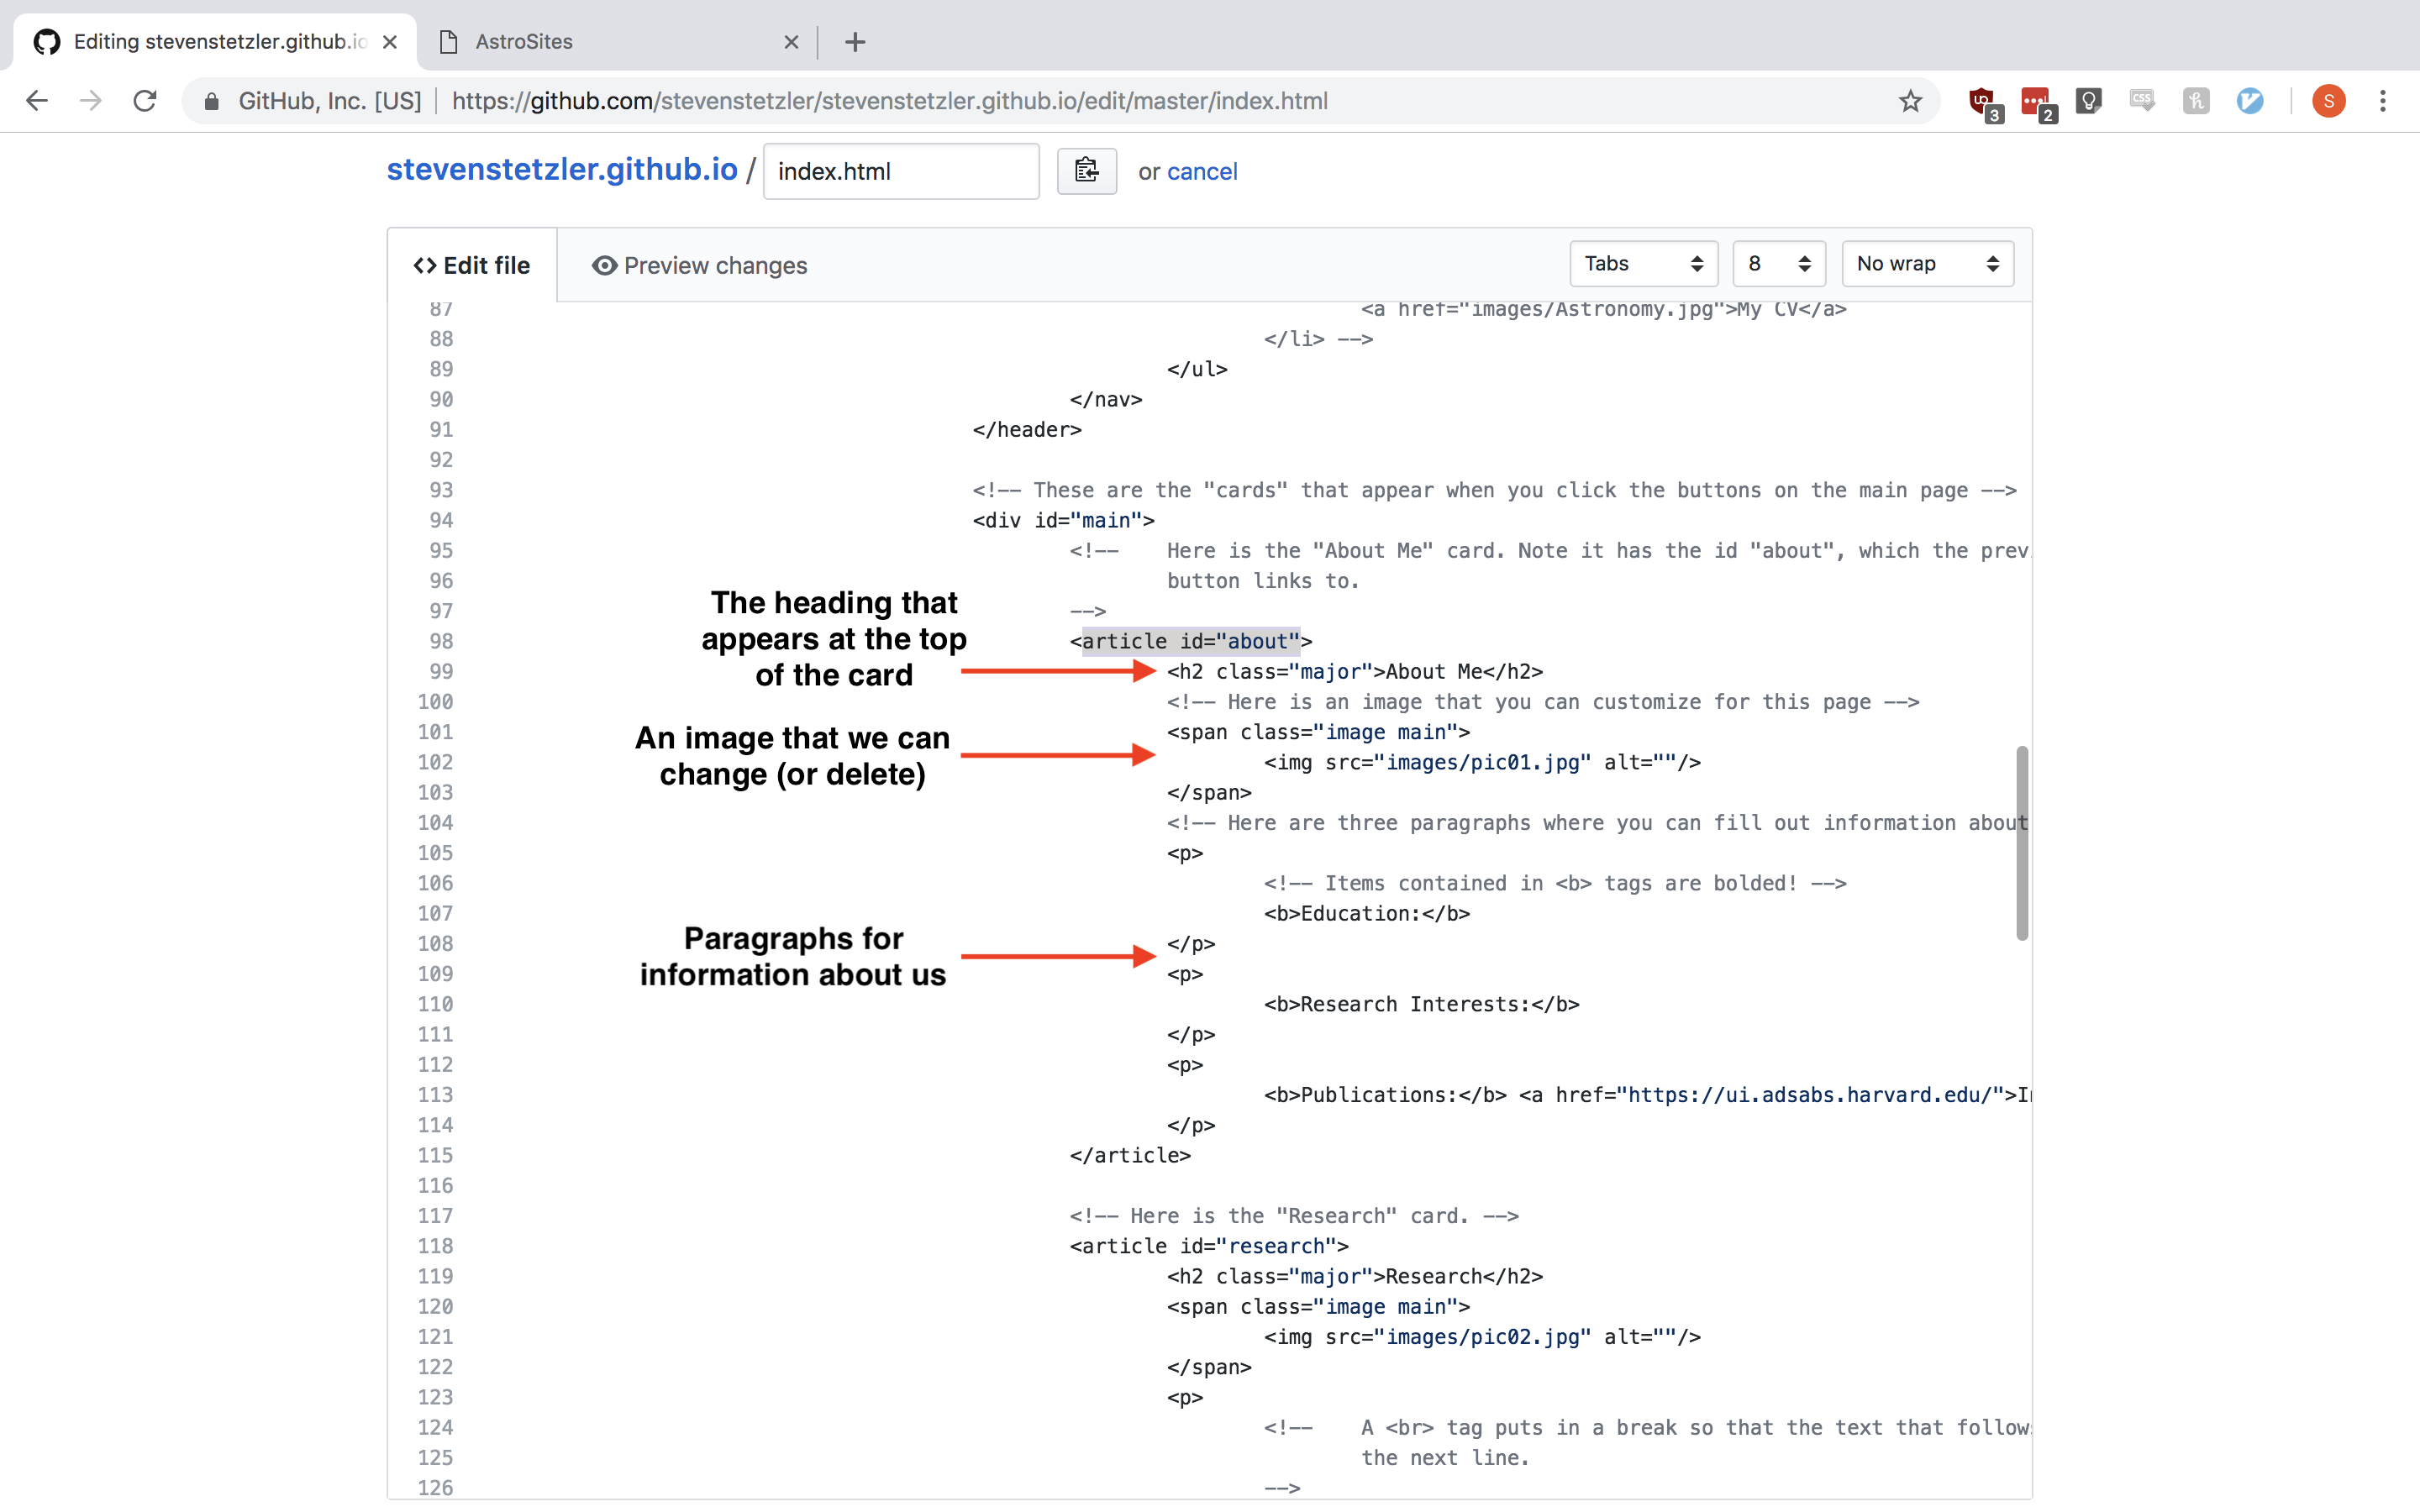 Editing stevenstetzler.github.io
AstroSites
GitHub, Inc. [US] https://github.com/stevenstetzler/stevenstetzler.github.io/edit/master/index.html
3
2
S
stevenstetzler.github.io / index.html or cancel
<> Edit file
Preview changes
Tabs
8
No wrap
87 <a href="images/Astronomy.jpg">My CV</a>
88 </li> -->
89 </ul>
90 </nav>
91 </header>
92
93 <!-- These are the "cards" that appear when you click the buttons on the main page -->
94 <div id="main">
95 <!-- Here is the "About Me" card. Note it has the id "about", which the prev
96 button links to.
97 -->
98 <article id="about">
99 <h2 class="major">About Me</h2>
100 <!-- Here is an image that you can customize for this page -->
101 <span class="image main">
102 <img src="images/pic01.jpg" alt=""/>
103 </span>
104 <!-- Here are three paragraphs where you can fill out information about
105 <p>
106 <!-- Items contained in <b> tags are bolded! -->
107 <b>Education:</b>
108 </p>
109 <p>
110 <b>Research Interests:</b>
111 </p>
112 <p>
113 <b>Publications:</b> <a href="https://ui.adsabs.harvard.edu/">I
114 </p>
115 </article>
116
117 <!-- Here is the "Research" card. -->
118 <article id="research">
119 <h2 class="major">Research</h2>
120 <span class="image main">
121 <img src="images/pic02.jpg" alt=""/>
122 </span>
123 <p>
124 <!-- A <br> tag puts in a break so that the text that follow
125 the next line.
126 -->
The heading that
appears at the top
of the card
An image that we can
change (or delete)
Paragraphs for
information about us